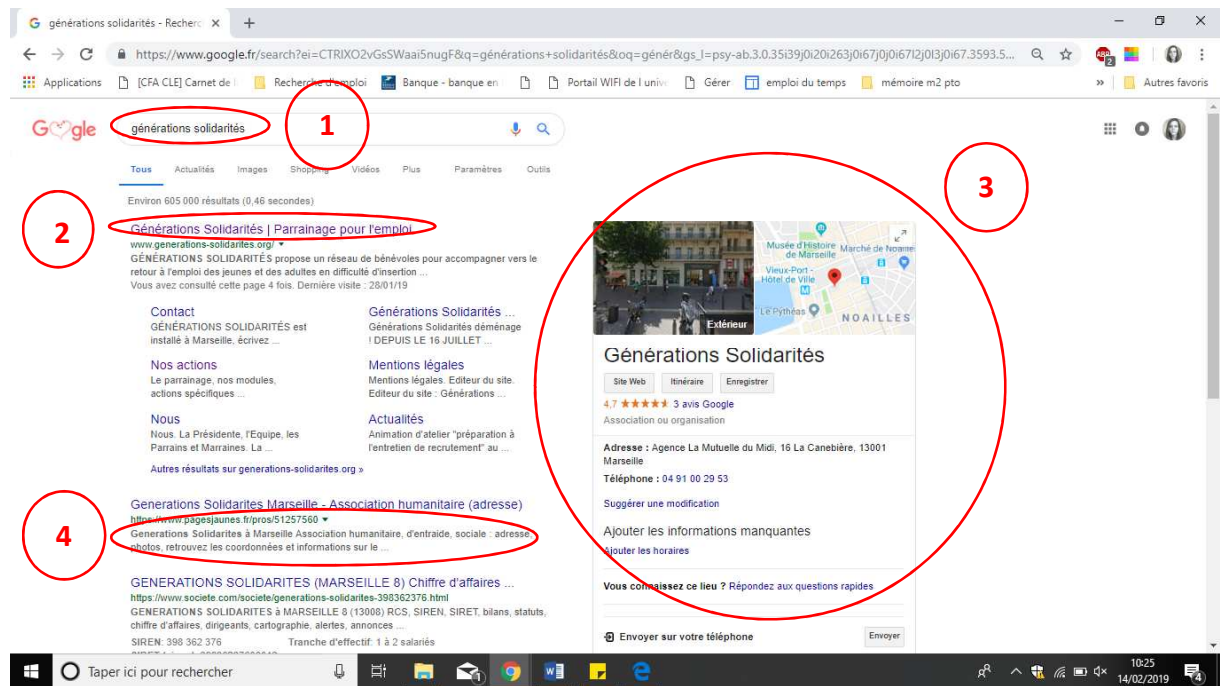 générations solidarités - Recherc
https://www.google.fr/search?ei=CTRIXO2vGsSWaai5nugF&q=générations+solidarités&oq=génér&gs_l=psy-ab.3.0.35i39j0i20i263j0i67j0j0i67l2j0l3j0i67.3593.5...
ABP 2
Applications [CFA CLE] Carnet de l Recherche d'emploi Banque - banque en Portail WIFI de l univ Gérer emploi du temps mémoire m2 pto » Autres favoris
G gle
générations solidarités
1
Tous Actualités Images Shopping Vidéos Plus Paramètres Outils
Environ 605 000 résultats (0,46 secondes)
2
Générations Solidarités | Parrainage pour l'emploi
www.generations-solidarites.org/
GÉNÉRATIONS SOLIDARITÉS propose un réseau de bénévoles pour accompagner vers le
retour à l'emploi des jeunes et des adultes en difficulté d'insertion ...
Vous avez consulté cette page 4 fois. Dernière visite : 28/01/19
Contact
GÉNÉRATIONS SOLIDARITÉS est
installé à Marseille, écrivez ...
Générations Solidarités ...
Générations Solidarités déménage
! DEPUIS LE 16 JUILLET ...
Nos actions
Le parrainage, nos modules,
actions spécifiques ...
Mentions légales
Mentions légales. Editeur du site.
Editeur du site : Générations ...
Nous
Nous. La Présidente, l'Equipe, les
Parrains et Marraines. La ...
Actualités
Animation d'atelier "préparation à
l'entretien de recrutement" au ...
Autres résultats sur generations-solidarites.org »
4
Generations Solidarites Marseille - Association humanitaire (adresse)
https://www.pagesjaunes.fr/pros/51257560
Generations Solidarites à Marseille Association humanitaire, d'entraide, sociale : adresse,
photos, retrouvez les coordonnées et informations sur le ...
GENERATIONS SOLIDARITES (MARSEILLE 8) Chiffre d'affaires ...
https://www.societe.com/societe/generations-solidarites-398362376.html
GENERATIONS SOLIDARITES à MARSEILLE 8 (13008) RCS, SIREN, SIRET, bilans, statuts,
chiffre d'affaires, dirigeants, cartographie, alertes, annonces ...
SIREN: 398 362 376 Tranche d'effectif: 1 à 2 salariés
3
Extérieur
Musée d'Histoire
de Marseille
Marché de Noailles
Vieux-Port -
Hôtel de Ville
Le Pythéas
NOAILLES
Générations Solidarités
Site Web Itinéraire Enregistrer
4,7 3 avis Google
Association ou organisation
Adresse : Agence La Mutuelle du Midi, 16 La Canebière, 13001
Marseille
Téléphone : 04 91 00 29 53
Suggérer une modification
Ajouter les informations manquantes
Ajouter les horaires
Vous connaissez ce lieu ? Répondez aux questions rapides
Envoyer sur votre téléphone Envoyer
Taper ici pour rechercher
10:25
14/02/2019
4